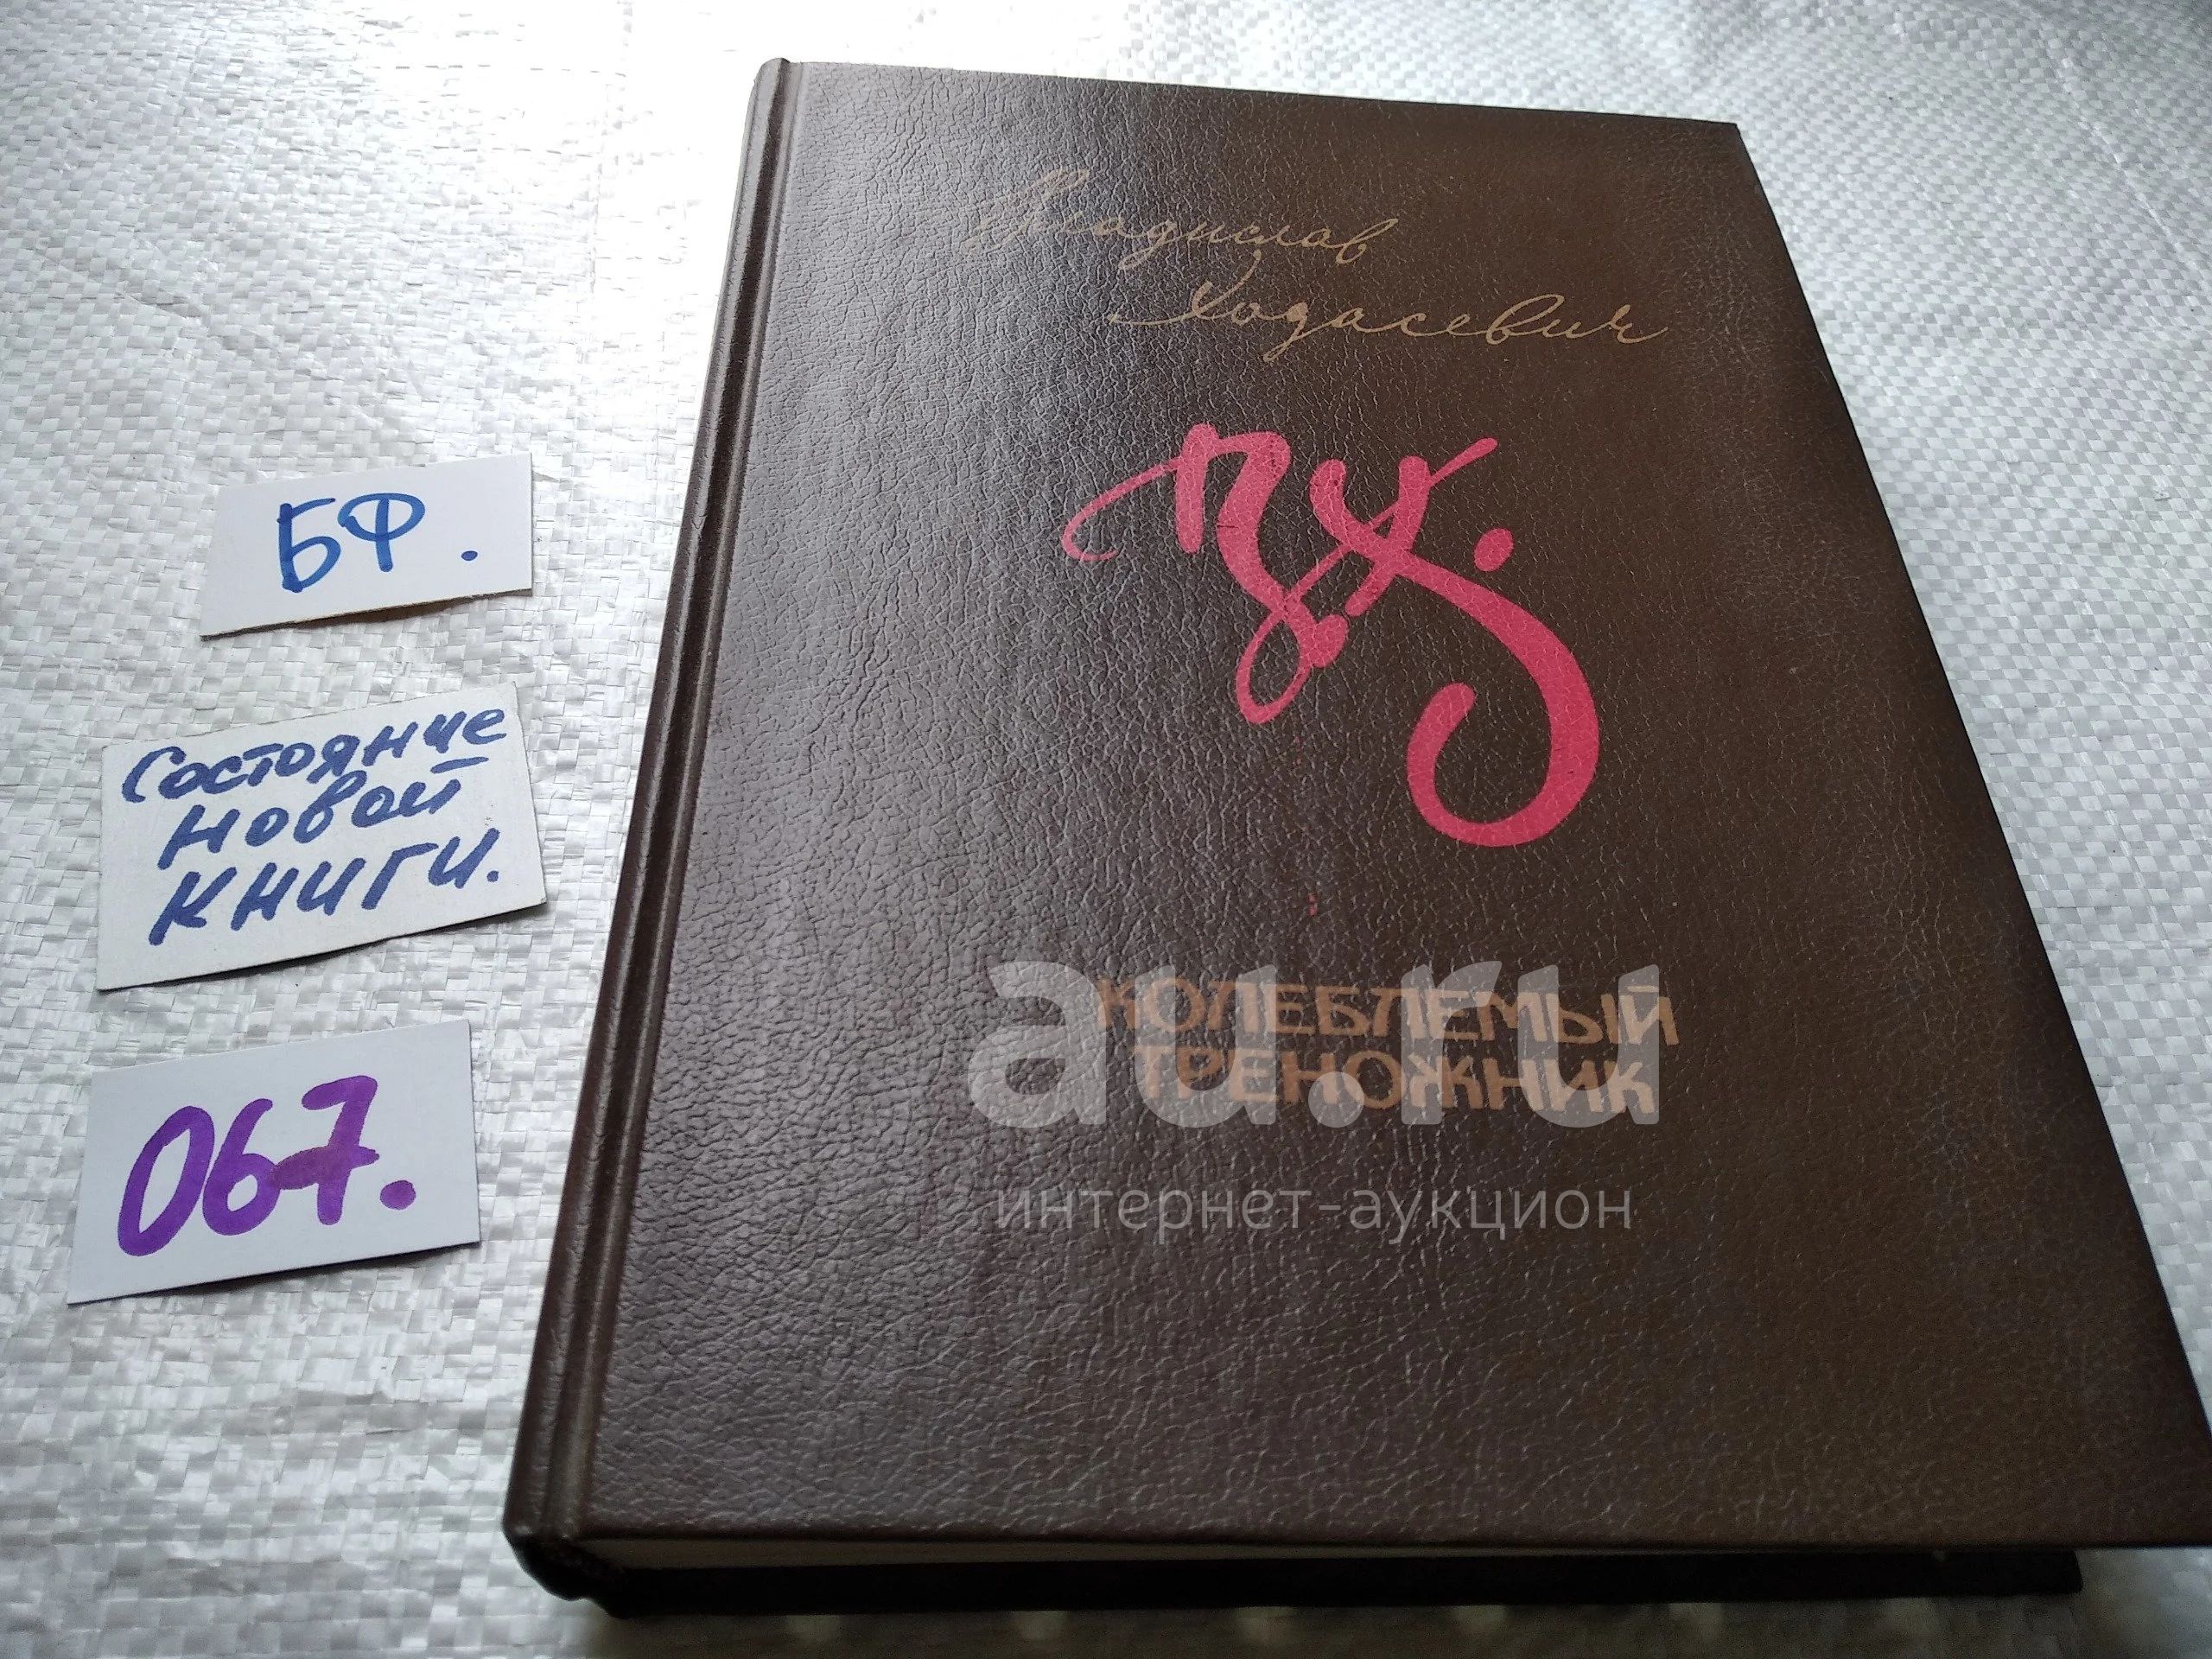 Владислав
Ходасевич
БФ.
Состояние
новой
книги.
067.
КОЛЕБЛЕМЫЙ
ТРЕНОЖНИК
au.ru
интернет-аукцион